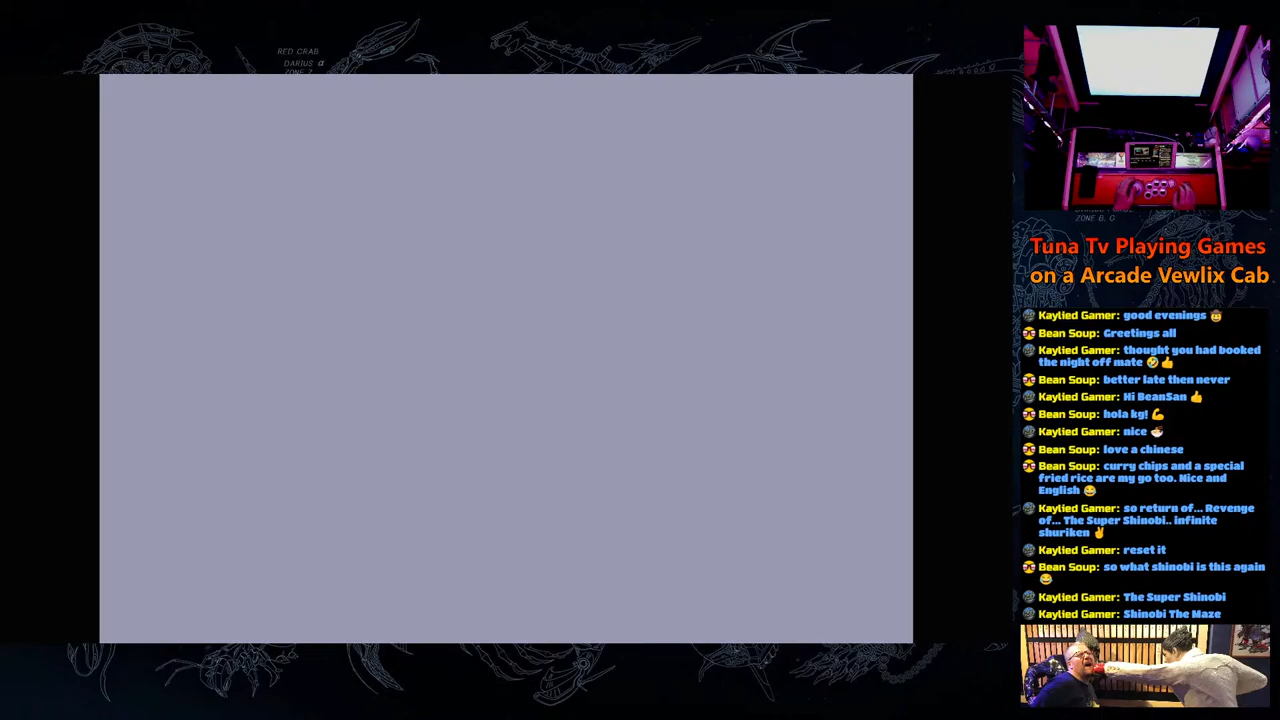 RED CRAB
DARIUS α
ZONE Z
ZONE B. G
Tuna Tv Playing Games
on a Arcade Vewlix Cab
Kaylied Gamer: good evenings 🤠
Bean Soup: Greetings all
Kaylied Gamer: thought you had booked
the night off mate 🤣👍
Bean Soup: better late then never
Kaylied Gamer: Hi BeanSan 👍
Bean Soup: hola kg! 💪
Kaylied Gamer: nice 🍜
Bean Soup: love a chinese
Bean Soup: curry chips and a special
fried rice are my go too. Nice and
English 😂
Kaylied Gamer: so return of... Revenge
of... The Super Shinobi.. infinite
shuriken ✌
Kaylied Gamer: reset it
Bean Soup: so what shinobi is this again
😂
Kaylied Gamer: The Super Shinobi
Kaylied Gamer: Shinobi The Maze